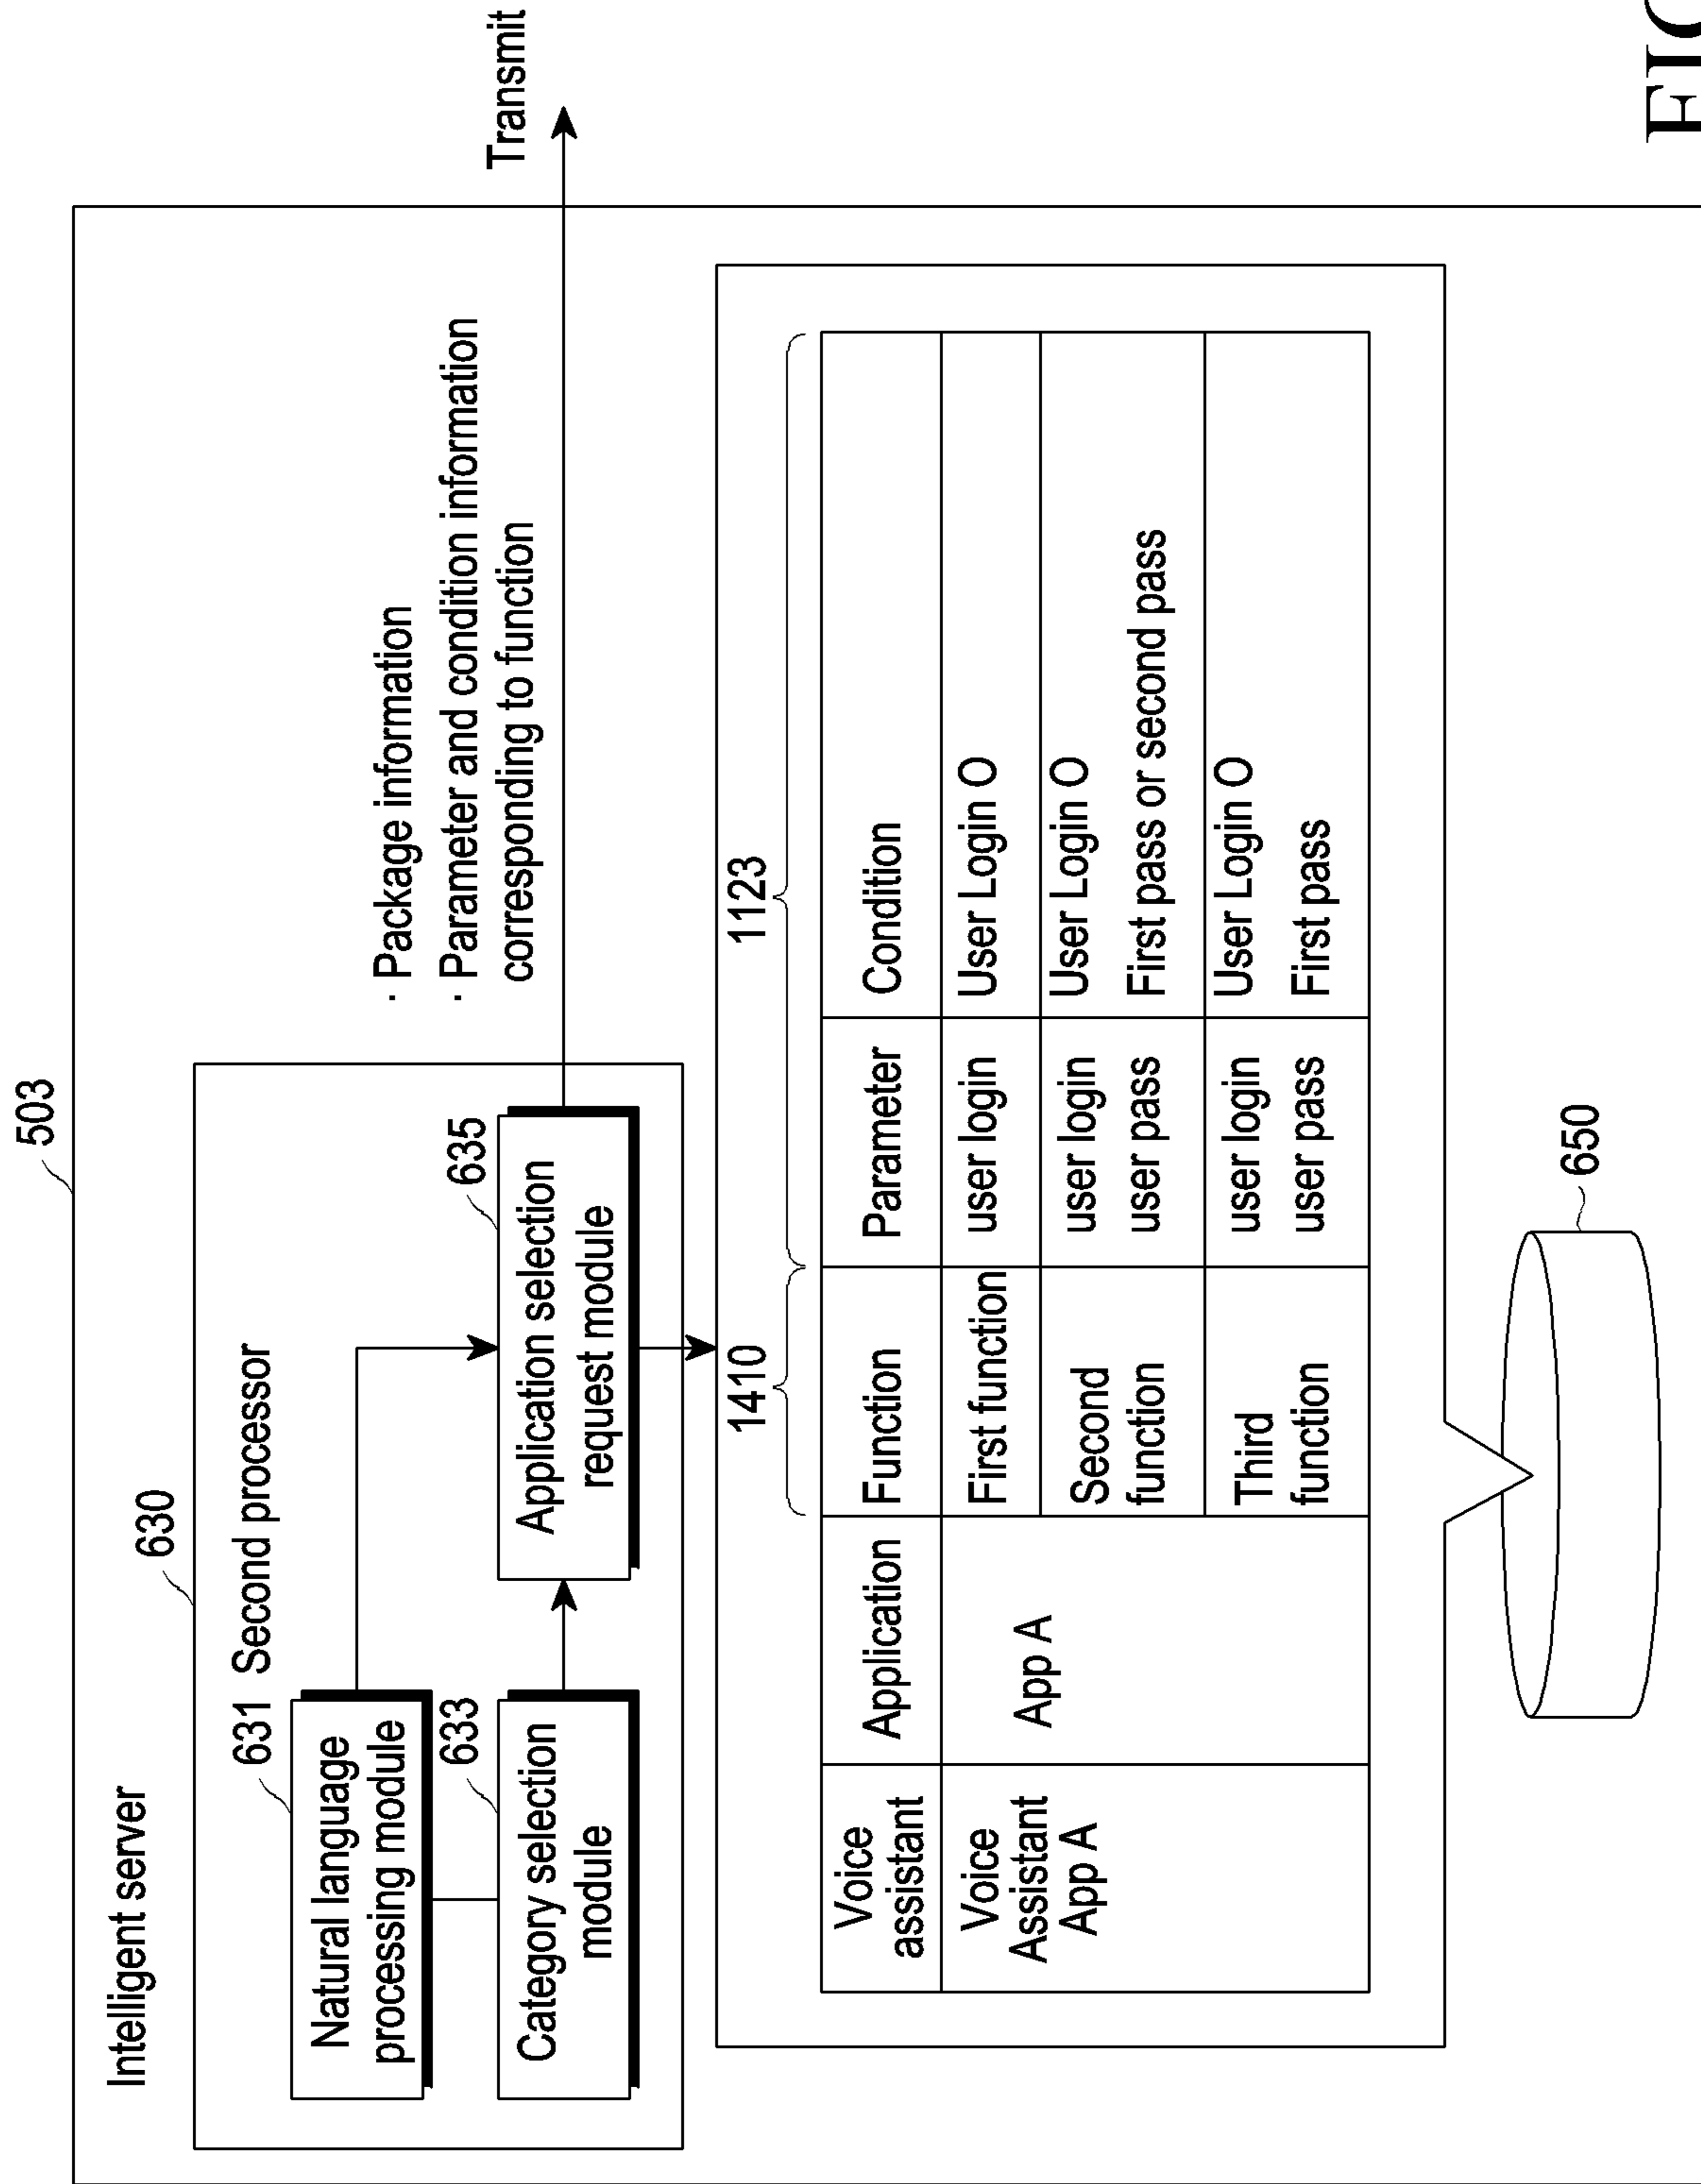 503
Intelligent server
630
631 Second processor
Natural language
processing module
633
Category selection
module
635
Application selection
request module
· Package information
· Parameter and condition information
corresponding to function
Transmit
1410
1123
Voice
assistant
Application
Function
Parameter
Condition
Voice
Assistant
App A
App A
First function
user login
User Login O
Second
function
user login
user pass
User Login O
First pass or second pass
Third
function
user login
user pass
User Login O
First pass
650